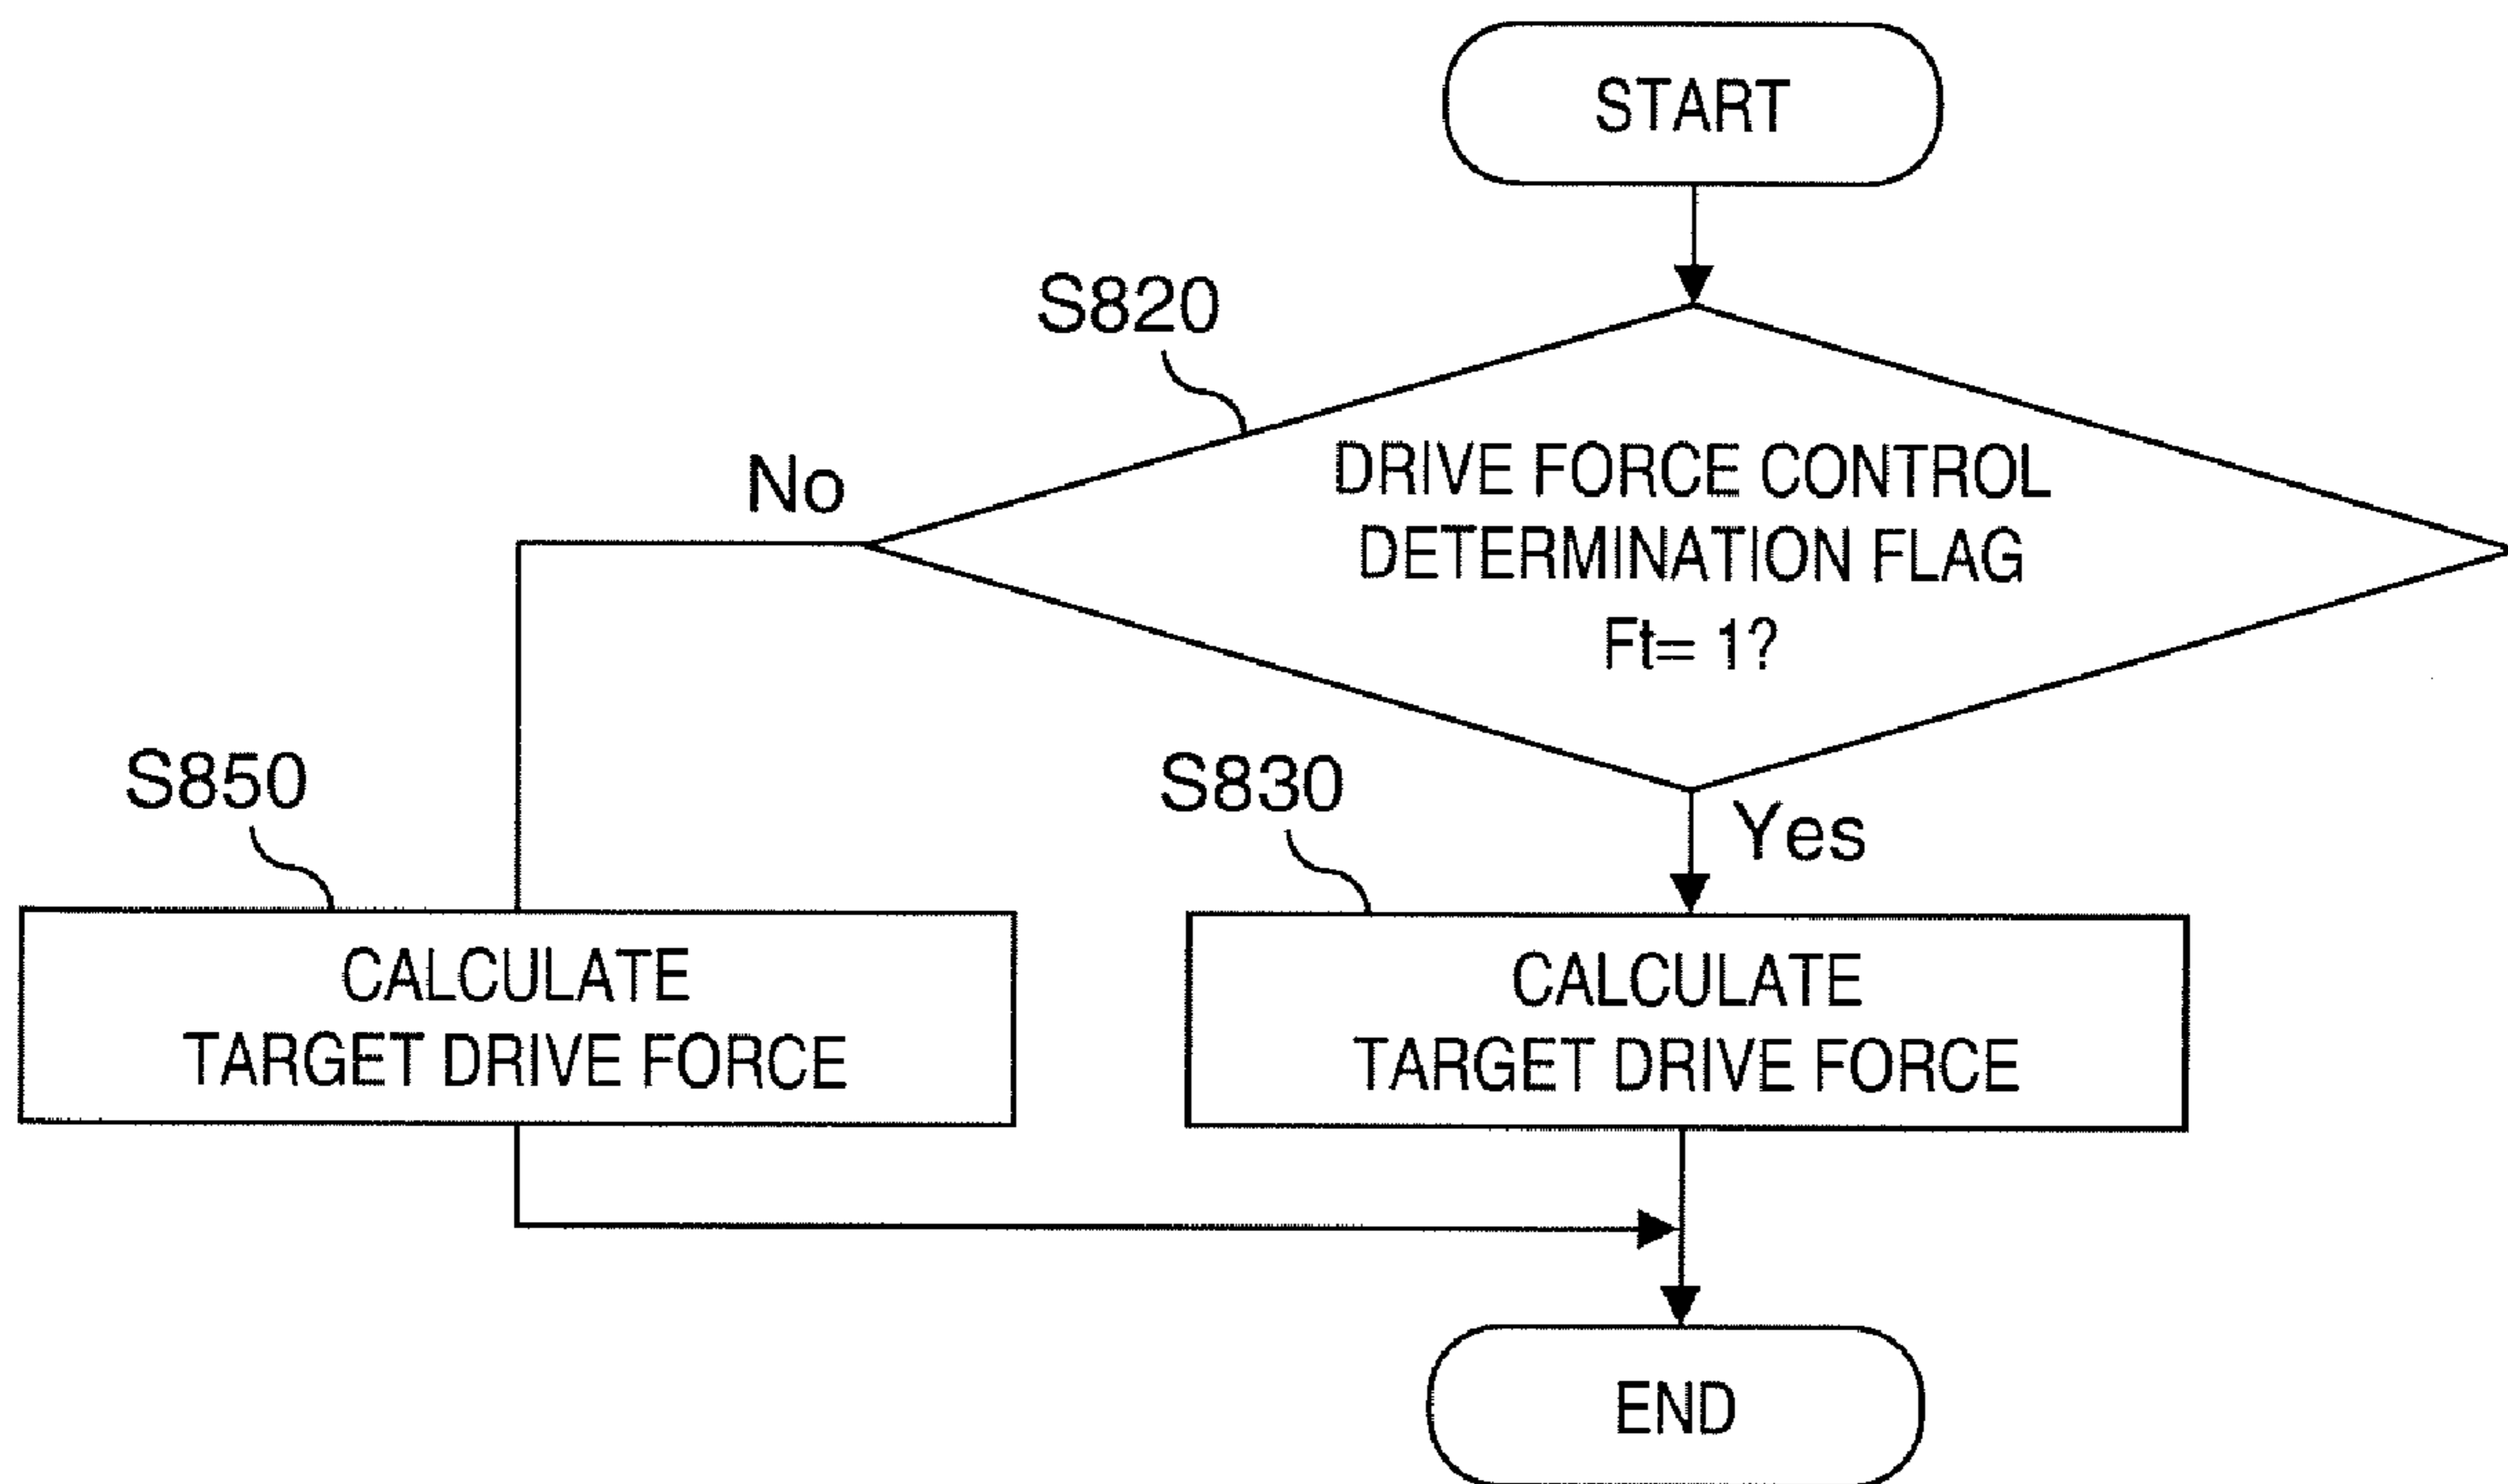 START
S820
No
DRIVE FORCE CONTROL
DETERMINATION FLAG
Ft= 1?
S850
S830
Yes
CALCULATE
TARGET DRIVE FORCE
CALCULATE
TARGET DRIVE FORCE
END